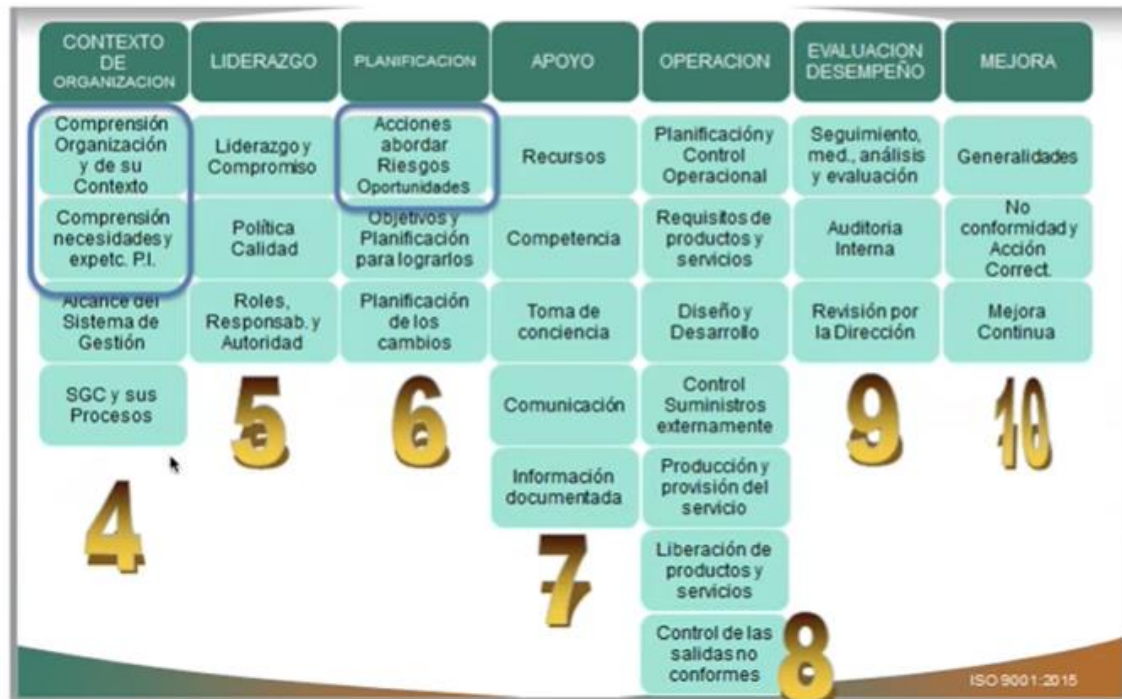 CONTEXTO
DE
ORGANIZACION
Comprensión
Organización
y de su
Contexto
Comprensión
necesidades y
expetc. P.I.
Alcance del
Sistema de
Gestión
SGC y sus
Procesos
4
LIDERAZGO
Liderazgo y
Compromiso
Política
Calidad
Roles,
Responsab. y
Autoridad
5
PLANIFICACION
Acciones
abordar
Riesgos
Oportunidades
Objetivos y
Planificación
para lograrlos
Planificación
de los
cambios
6
APOYO
Recursos
Competencia
Toma de
conciencia
Comunicación
Información
documentada
7
OPERACION
Planificación y
Control
Operacional
Requisitos de
productos y
servicios
Diseño y
Desarrollo
Control
Suministros
externamente
Producción y
provisión del
servicio
Liberación de
productos y
servicios
Control de las
salidas no
conformes
8
EVALUACION
DESEMPEÑO
Seguimiento,
med., análisis
y evaluación
Auditoria
Interna
Revisión por
la Dirección
9
MEJORA
Generalidades
No
conformidad y
Acción
Correct.
Mejora
Continua
10
ISO 9001:2015